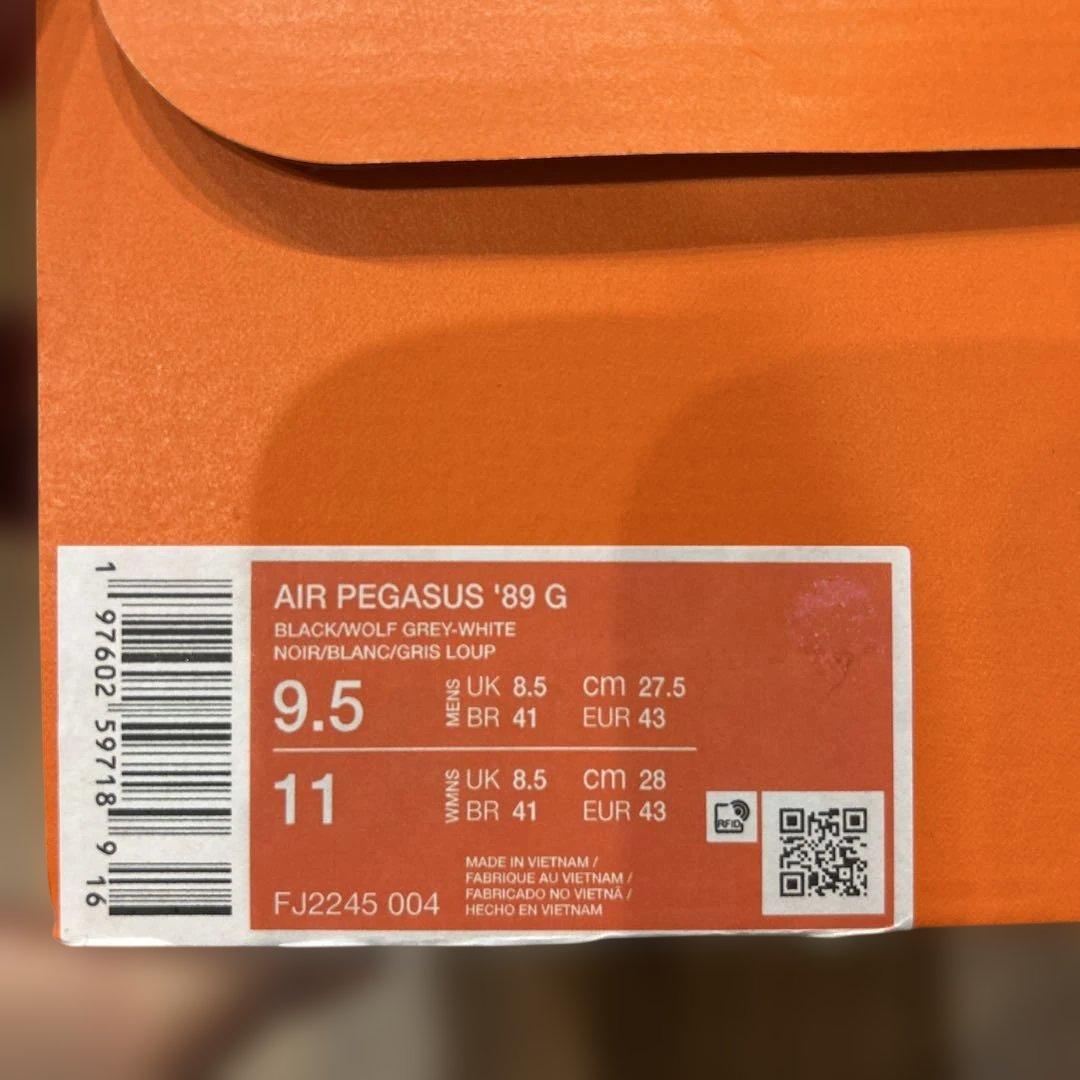 AIR PEGASUS '89 G
BLACK/WOLF GREY-WHITE
NOIR/BLANC/GRIS LOUP
9.5 MENS UK 8.5 cm 27.5
BR 41 EUR 43
11 WMNS UK 8.5 cm 28
BR 41 EUR 43
RFID
MADE IN VIETNAM /
FABRIQUE AU VIETNAM /
FABRICADO NO VIETNÃ /
HECHO EN VIETNAM
FJ2245 004
1 97602 59718 9 16